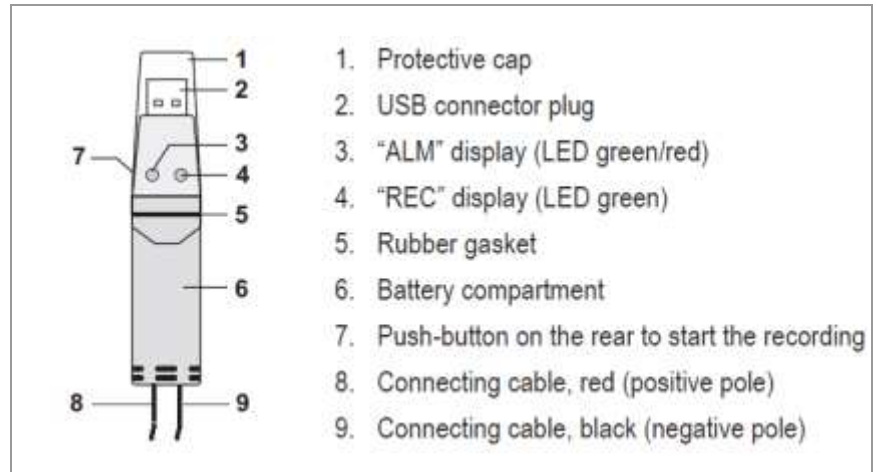 1
2
3
4
5
6
7
8
9
1. Protective cap
2. USB connector plug
3. “ALM” display (LED green/red)
4. “REC” display (LED green)
5. Rubber gasket
6. Battery compartment
7. Push-button on the rear to start the recording
8. Connecting cable, red (positive pole)
9. Connecting cable, black (negative pole)